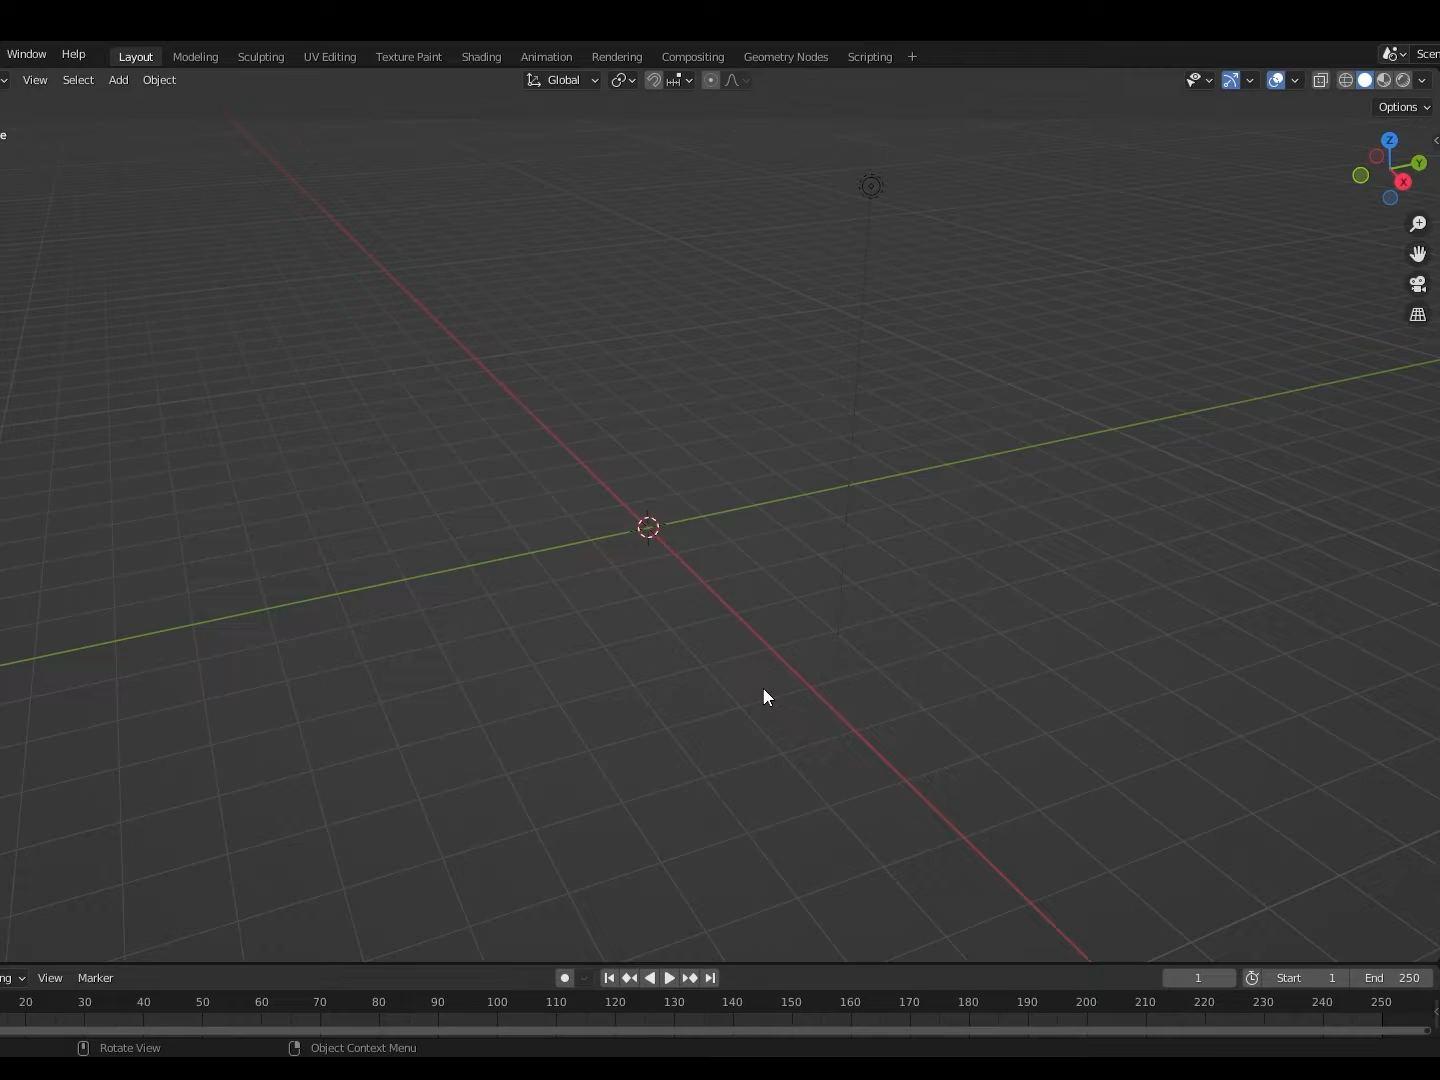 Window Help Layout Modeling Sculpting UV Editing Texture Paint Shading Animation Rendering Compositing Geometry Nodes Scripting + Scen
View Select Add Object Global
Options
e
Z
Y
X
ng View Marker 1 Start 1 End 250
20 30 40 50 60 70 80 90 100 110 120 130 140 150 160 170 180 190 200 210 220 230 240 250
Rotate View Object Context Menu